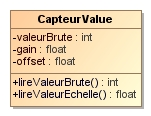 CapteurValue
-valeurBrute : int
-gain : float
-offset : float
+lireValeurBrute() : int
+lireValeurEchelle() : float